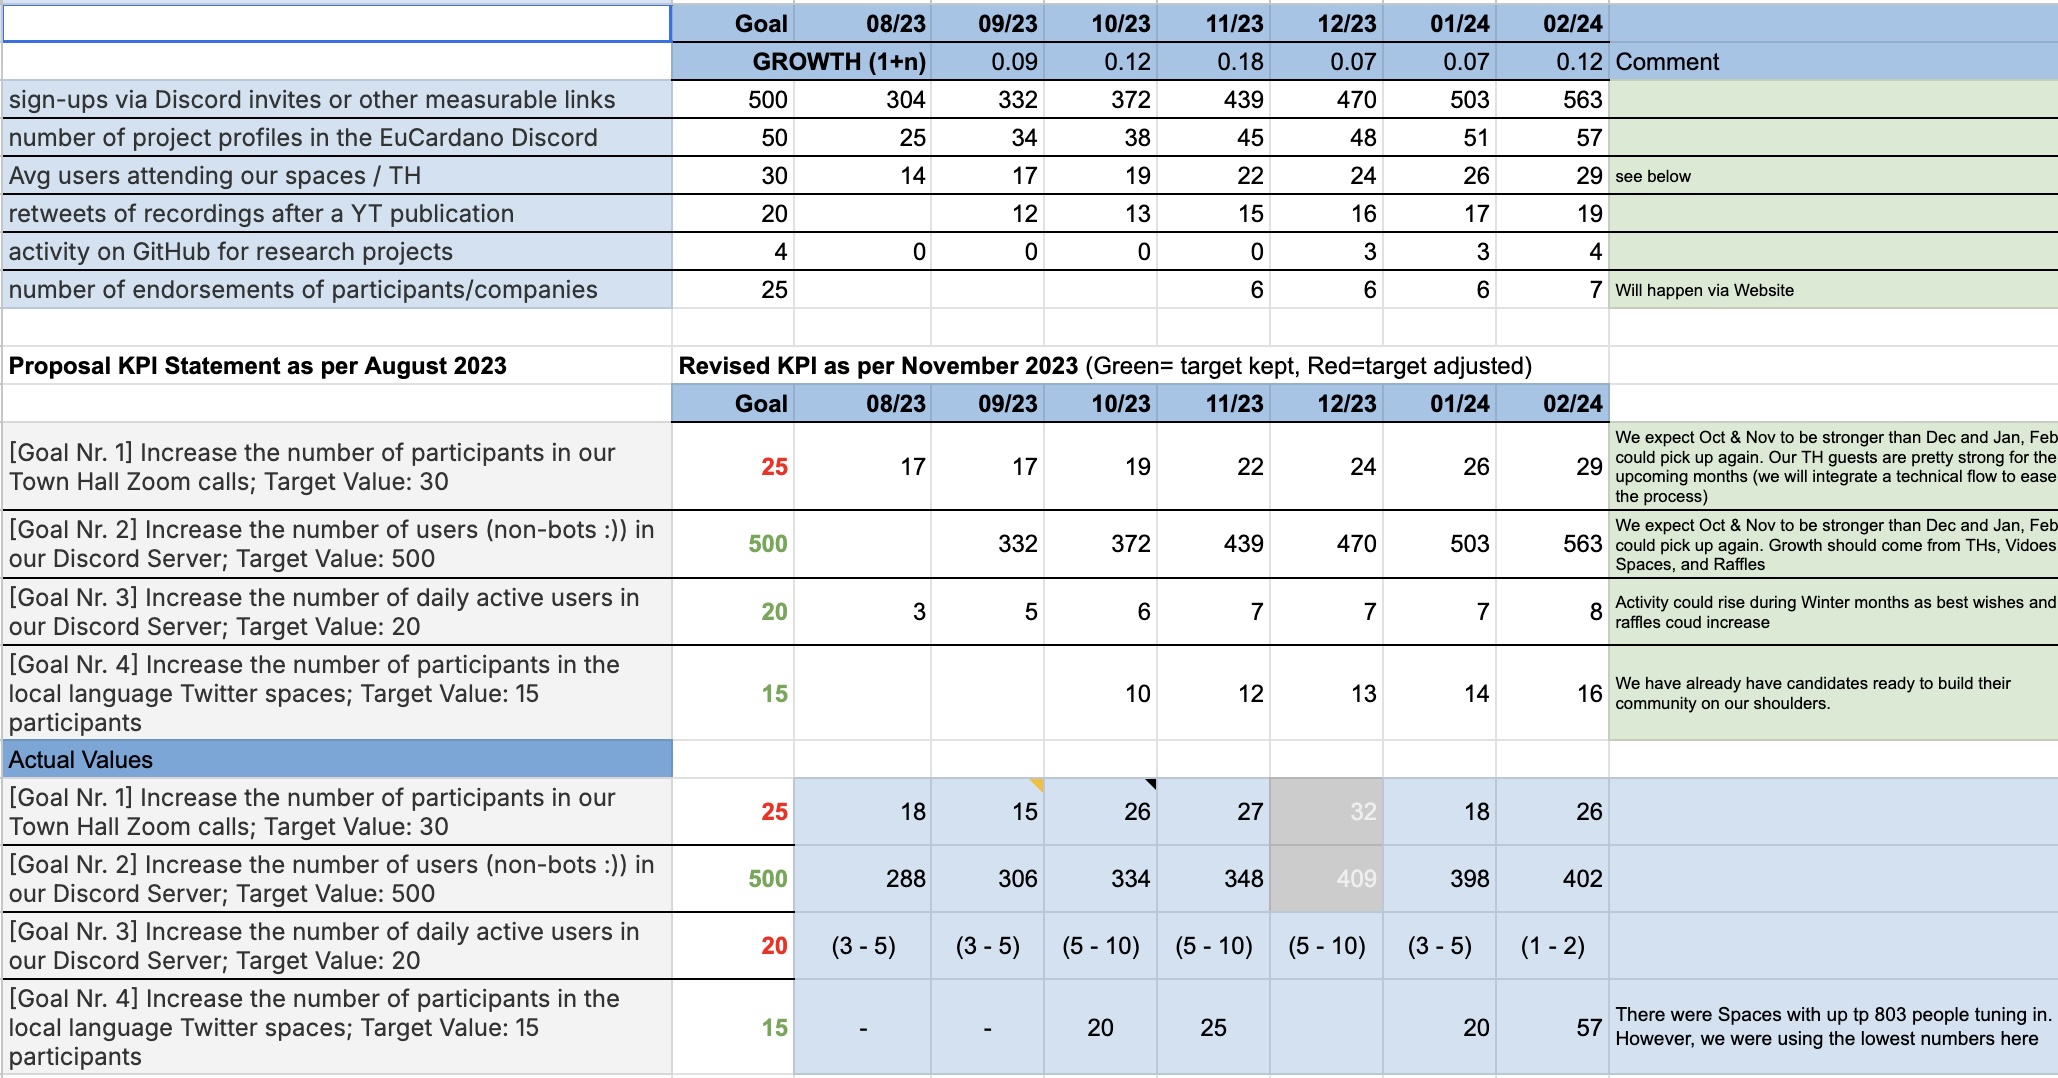 Goal 08/23 09/23 10/23 11/23 12/23 01/24 02/24
GROWTH (1+n) 0.09 0.12 0.18 0.07 0.07 0.12 Comment
sign-ups via Discord invites or other measurable links 500 304 332 372 439 470 503 563
number of project profiles in the EuCardano Discord 50 25 34 38 45 48 51 57
Avg users attending our spaces / TH 30 14 17 19 22 24 26 29 see below
retweets of recordings after a YT publication 20 12 13 15 16 17 19
activity on GitHub for research projects 4 0 0 0 0 3 3 4
number of endorsements of participants/companies 25 6 6 6 7 Will happen via Website
Proposal KPI Statement as per August 2023 Revised KPI as per November 2023 (Green= target kept, Red=target adjusted)
Goal 08/23 09/23 10/23 11/23 12/23 01/24 02/24
[Goal Nr. 1] Increase the number of participants in our
Town Hall Zoom calls; Target Value: 30
25 17 17 19 22 24 26 29
We expect Oct & Nov to be stronger than Dec and Jan, Feb
could pick up again. Our TH guests are pretty strong for the
upcoming months (we will integrate a technical flow to ease
the process)
[Goal Nr. 2] Increase the number of users (non-bots :)) in
our Discord Server; Target Value: 500
500 332 372 439 470 503 563
We expect Oct & Nov to be stronger than Dec and Jan, Feb
could pick up again. Growth should come from THs, Vidoes
Spaces, and Raffles
[Goal Nr. 3] Increase the number of daily active users in
our Discord Server; Target Value: 20
20 3 5 6 7 7 7 8
Activity could rise during Winter months as best wishes and
raffles coud increase
[Goal Nr. 4] Increase the number of participants in the
local language Twitter spaces; Target Value: 15
participants
15 10 12 13 14 16
We have already have candidates ready to build their
community on our shoulders.
Actual Values
[Goal Nr. 1] Increase the number of participants in our
Town Hall Zoom calls; Target Value: 30
25 18 15 26 27 32 18 26
[Goal Nr. 2] Increase the number of users (non-bots :)) in
our Discord Server; Target Value: 500
500 288 306 334 348 409 398 402
[Goal Nr. 3] Increase the number of daily active users in
our Discord Server; Target Value: 20
20 (3 - 5) (3 - 5) (5 - 10) (5 - 10) (5 - 10) (3 - 5) (1 - 2)
[Goal Nr. 4] Increase the number of participants in the
local language Twitter spaces; Target Value: 15
participants
15 - - 20 25 20 57
There were Spaces with up tp 803 people tuning in.
However, we were using the lowest numbers here